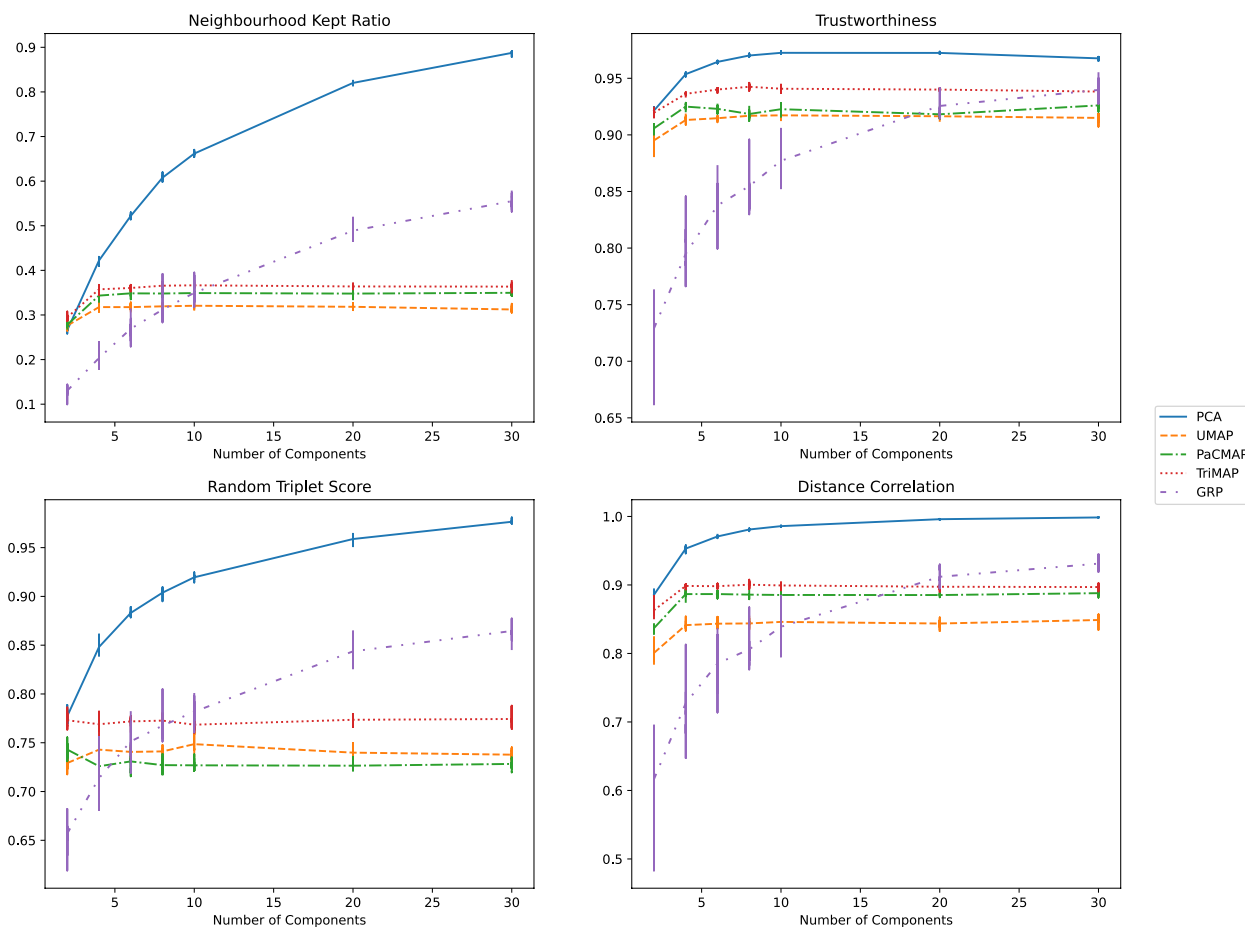 Neighbourhood Kept Ratio
0.9
0.8
0.7
0.6
0.5
0.4
0.3
0.2
0.1
5 10 15 20 25 30
Number of Components
Trustworthiness
0.95
0.90
0.85
0.80
0.75
0.70
0.65
5 10 15 20 25 30
Number of Components
PCA
UMAP
PaCMAP
TriMAP
GRP
Random Triplet Score
0.95
0.90
0.85
0.80
0.75
0.70
0.65
5 10 15 20 25 30
Number of Components
Distance Correlation
1.0
0.9
0.8
0.7
0.6
0.5
5 10 15 20 25 30
Number of Components